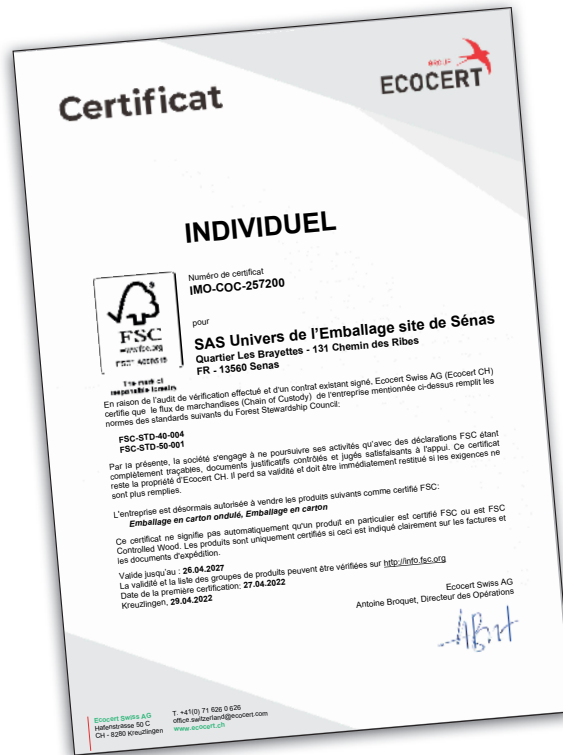 Certificat
GROUP
ECOCERT
INDIVIDUEL
Numéro de certificat
IMO-COC-257200
pour
SAS Univers de l'Emballage site de Sénas
Quartier Les Brayettes - 131 Chemin des Ribes
FR - 13560 Senas
FSC
www.fsc.org
The mark of
responsible forestry
En raison de l'audit de vérification effectué et d'un contrat existant signé, Ecocert Swiss AG (Ecocert CH)
certifie que le flux de marchandises (Chain of Custody) de l'entreprise mentionnée ci-dessus remplit les
normes des standards suivants du Forest Stewardship Council:
FSC-STD-40-004
FSC-STD-50-001
Par la présente, la société s'engage à ne poursuivre ses activités qu'avec des déclarations FSC étant
complètement traçables, documents justificatifs contrôlés et jugés satisfaisants à l'appui. Ce certificat
reste la propriété d'Ecocert CH. Il perd sa validité et doit être immédiatement restitué si les exigences ne
sont plus remplies.
L'entreprise est désormais autorisée à vendre les produits suivants comme certifié FSC:
Emballage en carton ondulé, Emballage en carton
Ce certificat ne signifie pas automatiquement qu'un produit en particulier est certifié FSC ou est FSC
Controlled Wood. Les produits sont uniquement certifiés si ceci est indiqué clairement sur les factures et
les documents d'expédition.
Valide jusqu'au : 26.04.2027
La validité et la liste des groupes de produits peuvent être vérifiées sur http://info.fsc.org
Date de la première certification: 27.04.2022
Kreuzlingen, 29.04.2022
Ecocert Swiss AG
Antoine Broquet, Directeur des Opérations
Ecocert Swiss AG
Hafenstrasse 50 C
CH - 8280 Kreuzlingen
T. +41(0) 71 626 0 626
office.switzerland@ecocert.com
www.ecocert.ch